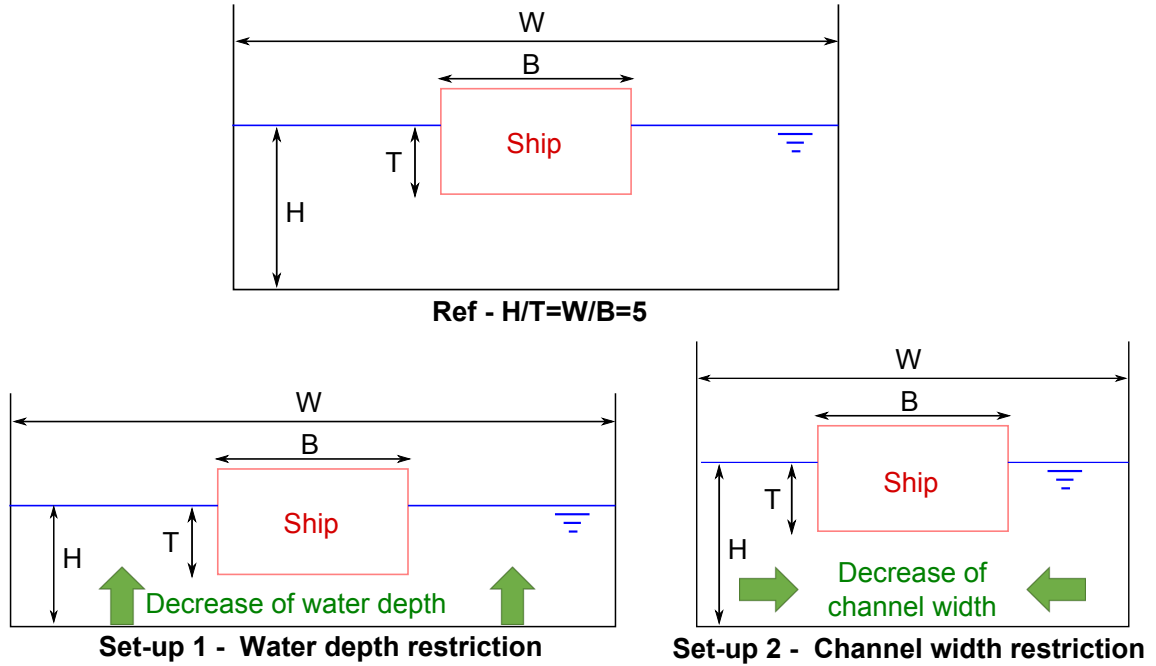 W
B
Ship
T
H
Ref - H/T=W/B=5
W
B
Ship
T
H
Decrease of water depth
Set-up 1 - Water depth restriction
W
B
Ship
T
H
Decrease of
channel width
Set-up 2 - Channel width restriction